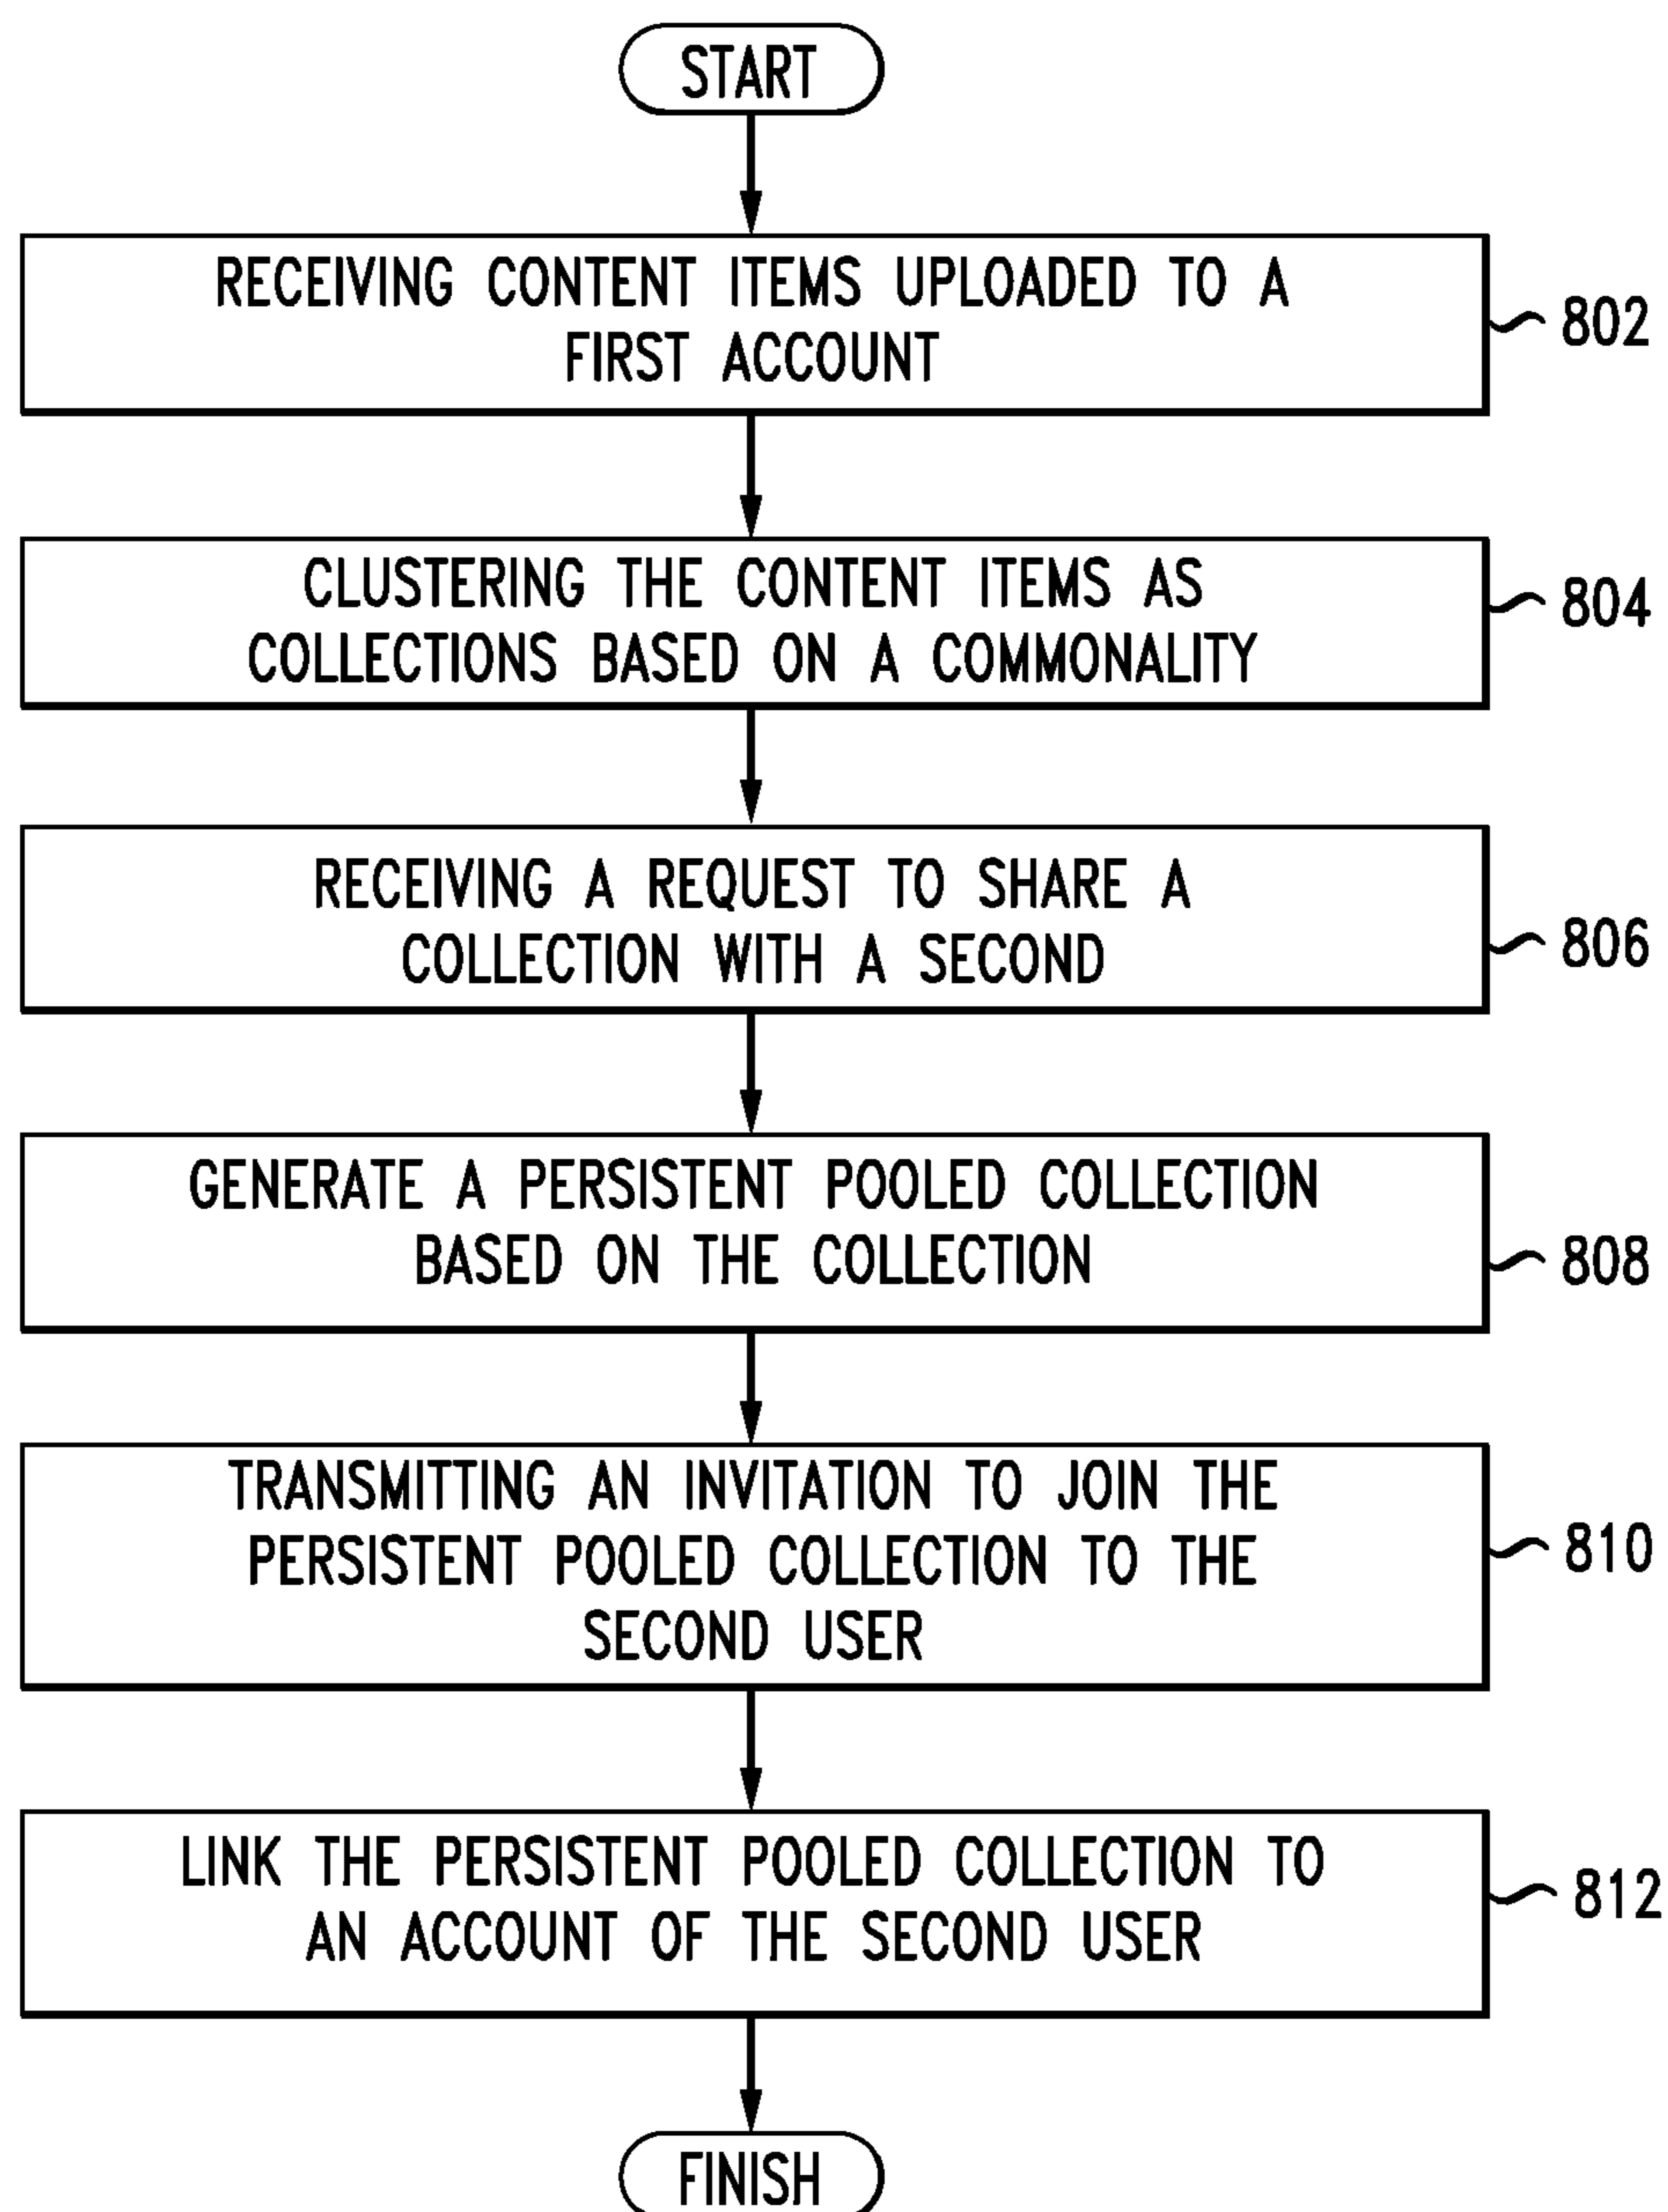 START
RECEIVING CONTENT ITEMS UPLOADED TO A
FIRST ACCOUNT
802
CLUSTERING THE CONTENT ITEMS AS
COLLECTIONS BASED ON A COMMONALITY
804
RECEIVING A REQUEST TO SHARE A
COLLECTION WITH A SECOND
806
GENERATE A PERSISTENT POOLED COLLECTION
BASED ON THE COLLECTION
808
TRANSMITTING AN INVITATION TO JOIN THE
PERSISTENT POOLED COLLECTION TO THE
SECOND USER
810
LINK THE PERSISTENT POOLED COLLECTION TO
AN ACCOUNT OF THE SECOND USER
812
FINISH